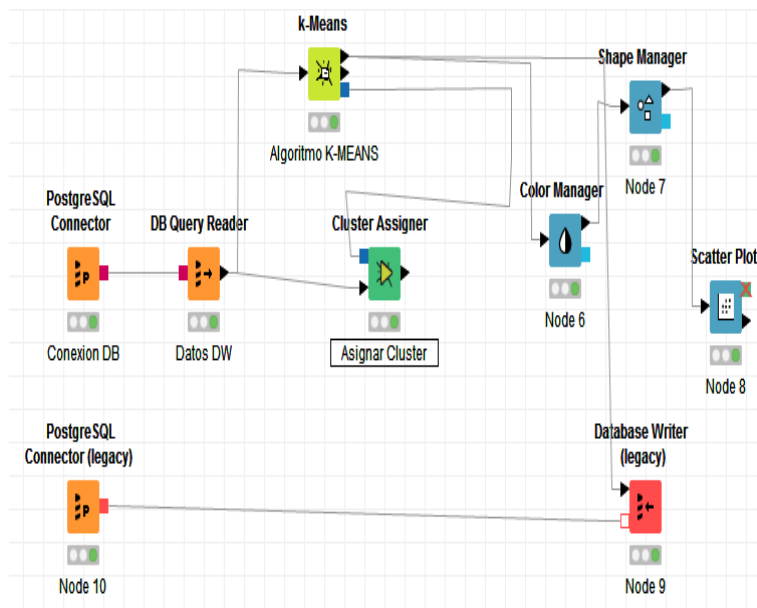 k-Means
Algoritmo K-MEANS
Shape Manager
Node 7
Color Manager
Node 6
PostgreSQL
Connector
Conexion DB
DB Query Reader
Datos DW
Cluster Assigner
Asignar Cluster
Scatter Plot
Node 8
PostgreSQL
Connector (legacy)
Node 10
Database Writer
(legacy)
Node 9